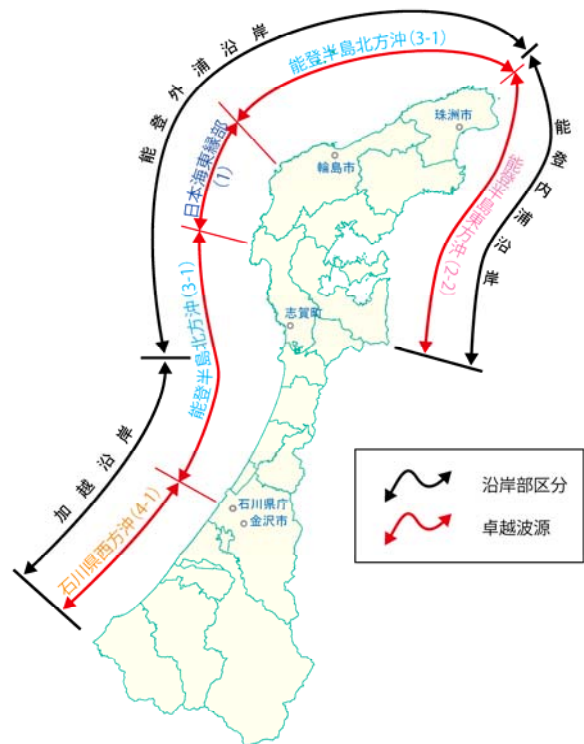 能登半島北方沖(3-1)
能登外浦沿岸
珠洲市
能登内浦沿岸
日本海東縁部
(1)
輪島市
能登半島東方沖(2-2)
能登半島北方沖(3-1)
志賀町
加越沿岸
石川県西方沖(4-1)
石川県庁
金沢市
沿岸部区分
卓越波源